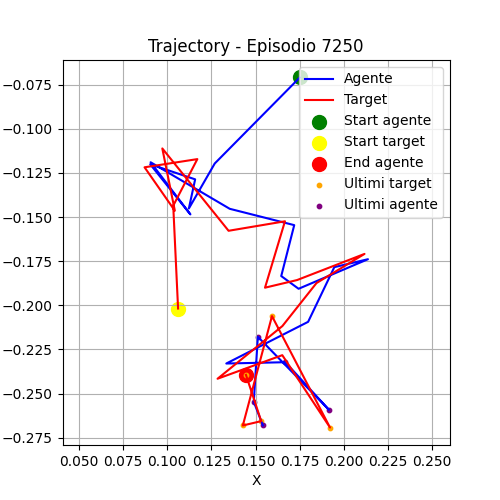 Trajectory - Episodio 7250
Agente
Target
Start agente
Start target
End agente
Ultimi target
Ultimi agente
−0.075
−0.100
−0.125
−0.150
−0.175
−0.200
−0.225
−0.250
−0.275
0.050 0.075 0.100 0.125 0.150 0.175 0.200 0.225 0.250
X